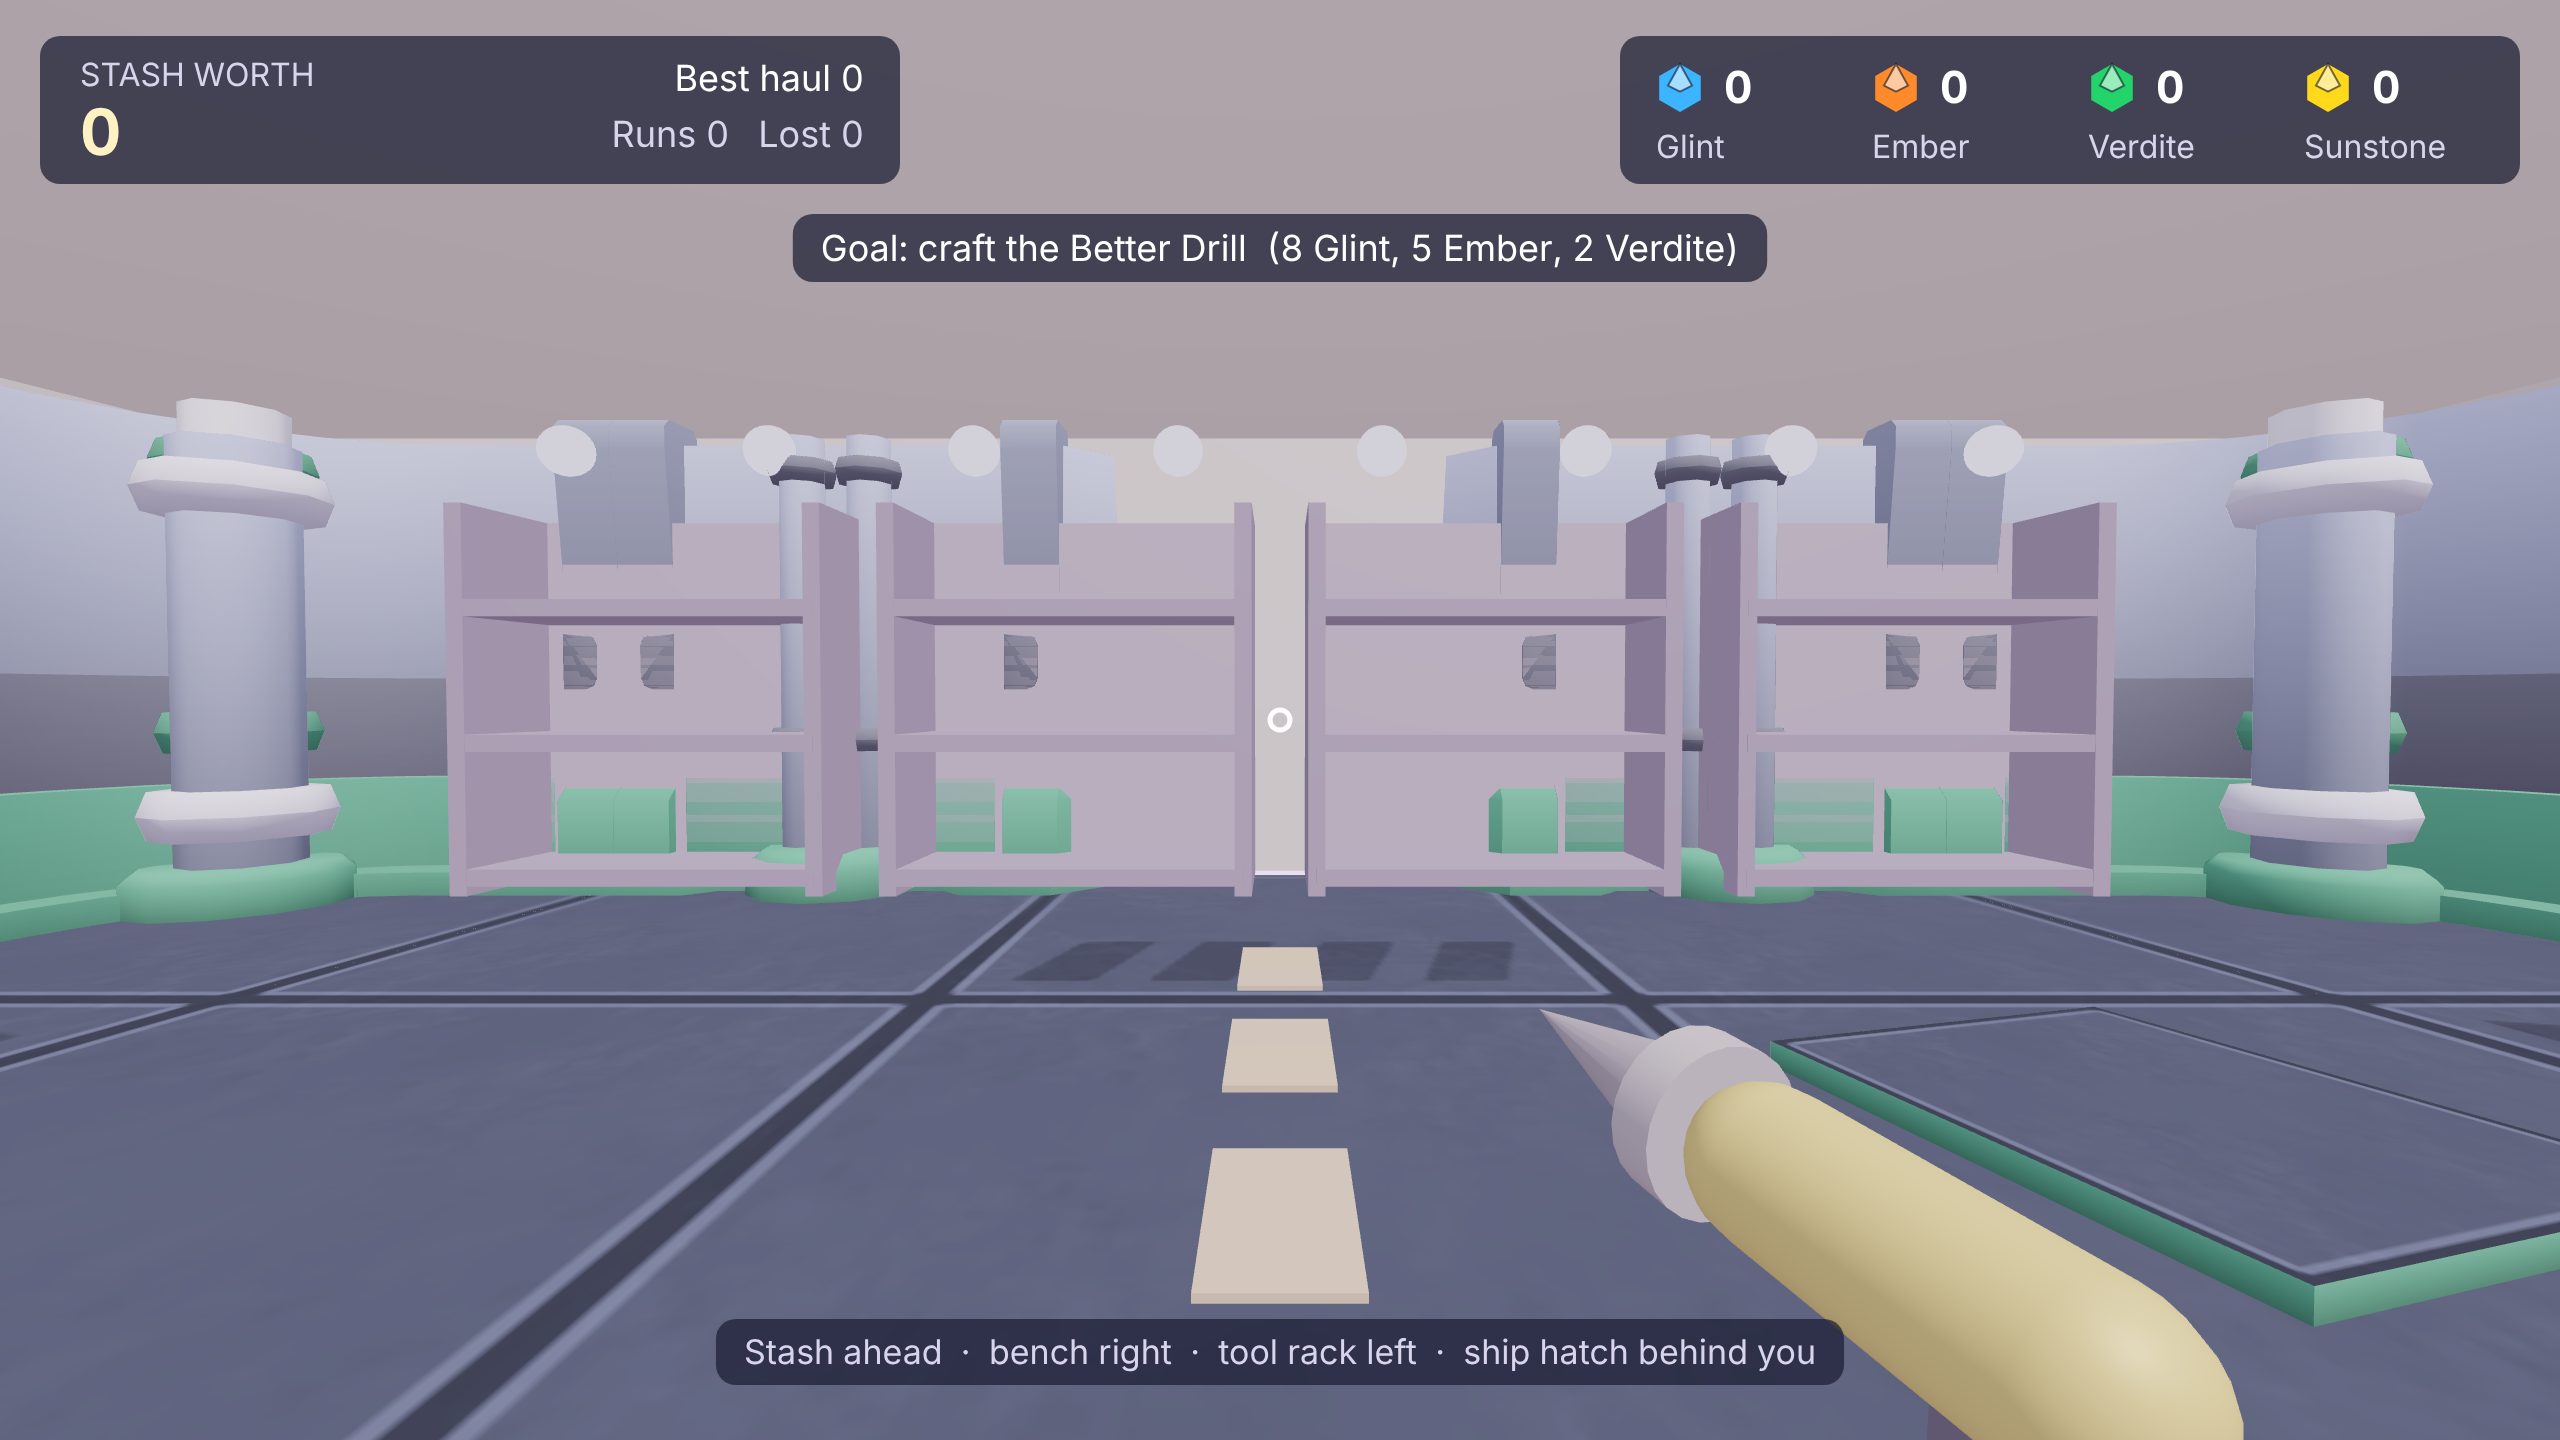 STASH WORTH
0
Best haul 0
Runs 0 Lost 0
0 0 0 0
Glint Ember Verdite Sunstone
Goal: craft the Better Drill (8 Glint, 5 Ember, 2 Verdite)
Stash ahead · bench right · tool rack left · ship hatch behind you